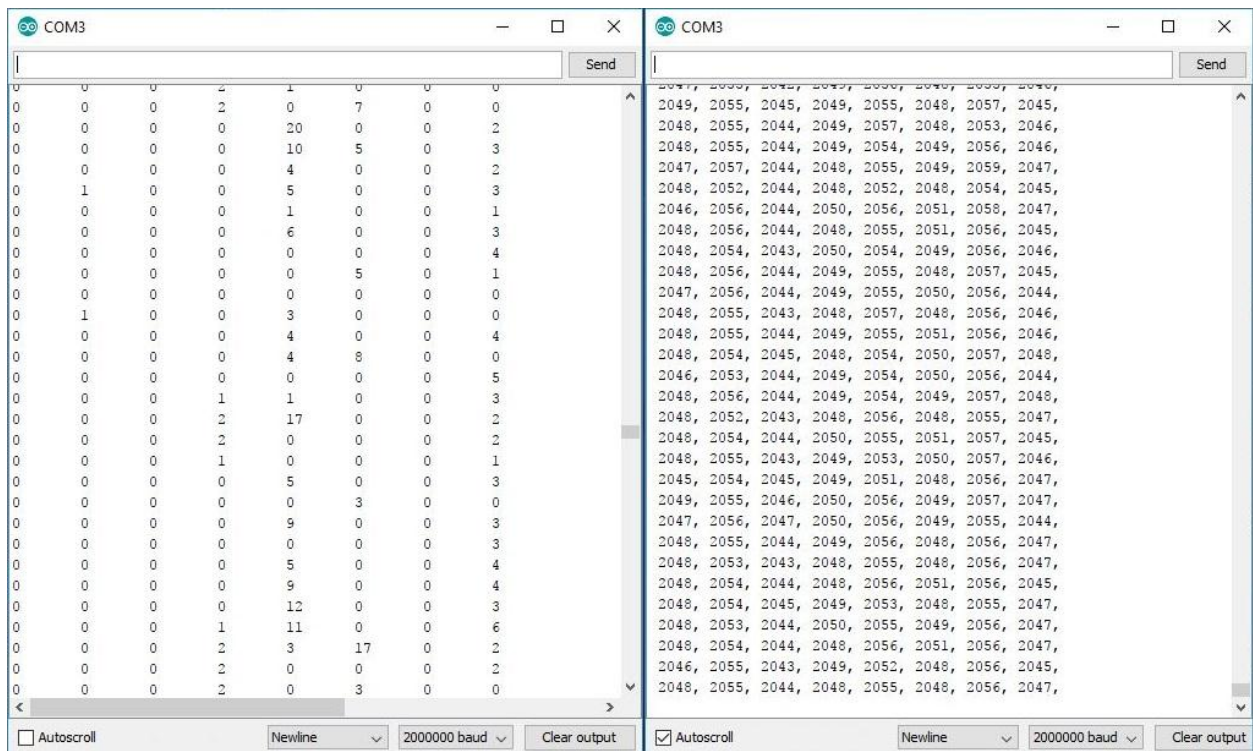 COM3
Send
0 0 0 2 0 7 0 0
0 0 0 0 20 0 0 2
0 0 0 0 10 5 0 3
0 0 0 0 4 0 0 2
0 1 0 0 5 0 0 3
0 0 0 0 1 0 0 1
0 0 0 0 6 0 0 3
0 0 0 0 0 0 0 4
0 0 0 0 0 5 0 1
0 0 0 0 0 0 0 0
0 1 0 0 3 0 0 0
0 0 0 0 4 0 0 4
0 0 0 0 4 8 0 0
0 0 0 0 0 0 0 5
0 0 0 1 1 0 0 3
0 0 0 2 17 0 0 2
0 0 0 2 0 0 0 2
0 0 0 1 0 0 0 1
0 0 0 0 5 0 0 3
0 0 0 0 0 3 0 0
0 0 0 0 9 0 0 3
0 0 0 0 0 0 0 3
0 0 0 0 5 0 0 4
0 0 0 0 9 0 0 4
0 0 0 0 12 0 0 3
0 0 0 1 11 0 0 6
0 0 0 2 3 17 0 2
0 0 0 2 0 0 0 2
0 0 0 2 0 3 0 0
Autoscroll Newline 2000000 baud Clear output
COM3
Send
2049, 2055, 2045, 2049, 2055, 2048, 2057, 2045,
2048, 2055, 2044, 2049, 2057, 2048, 2053, 2046,
2048, 2055, 2044, 2049, 2054, 2049, 2056, 2046,
2047, 2057, 2044, 2048, 2055, 2049, 2059, 2047,
2048, 2052, 2044, 2048, 2052, 2048, 2054, 2045,
2046, 2056, 2044, 2050, 2056, 2051, 2058, 2047,
2048, 2056, 2044, 2048, 2055, 2051, 2056, 2045,
2048, 2054, 2043, 2050, 2054, 2049, 2056, 2046,
2048, 2056, 2044, 2049, 2055, 2048, 2057, 2045,
2047, 2056, 2044, 2049, 2055, 2050, 2056, 2044,
2048, 2055, 2043, 2048, 2057, 2048, 2056, 2046,
2048, 2055, 2044, 2049, 2055, 2051, 2056, 2046,
2048, 2054, 2045, 2048, 2054, 2050, 2057, 2048,
2046, 2053, 2044, 2049, 2054, 2050, 2056, 2044,
2048, 2056, 2044, 2049, 2054, 2049, 2057, 2048,
2048, 2052, 2043, 2048, 2056, 2048, 2055, 2047,
2048, 2054, 2044, 2050, 2055, 2051, 2057, 2045,
2048, 2055, 2043, 2049, 2053, 2050, 2057, 2046,
2045, 2054, 2045, 2049, 2051, 2048, 2056, 2047,
2049, 2055, 2046, 2050, 2056, 2049, 2057, 2047,
2047, 2056, 2047, 2050, 2056, 2049, 2055, 2044,
2048, 2055, 2044, 2049, 2056, 2048, 2056, 2047,
2048, 2053, 2043, 2048, 2055, 2048, 2056, 2047,
2048, 2054, 2044, 2048, 2056, 2051, 2056, 2045,
2048, 2054, 2045, 2049, 2053, 2048, 2055, 2047,
2048, 2053, 2044, 2050, 2055, 2049, 2056, 2047,
2048, 2054, 2044, 2048, 2056, 2051, 2056, 2047,
2046, 2055, 2043, 2049, 2052, 2048, 2056, 2045,
2048, 2055, 2044, 2048, 2055, 2048, 2056, 2047,
Autoscroll Newline 2000000 baud Clear output